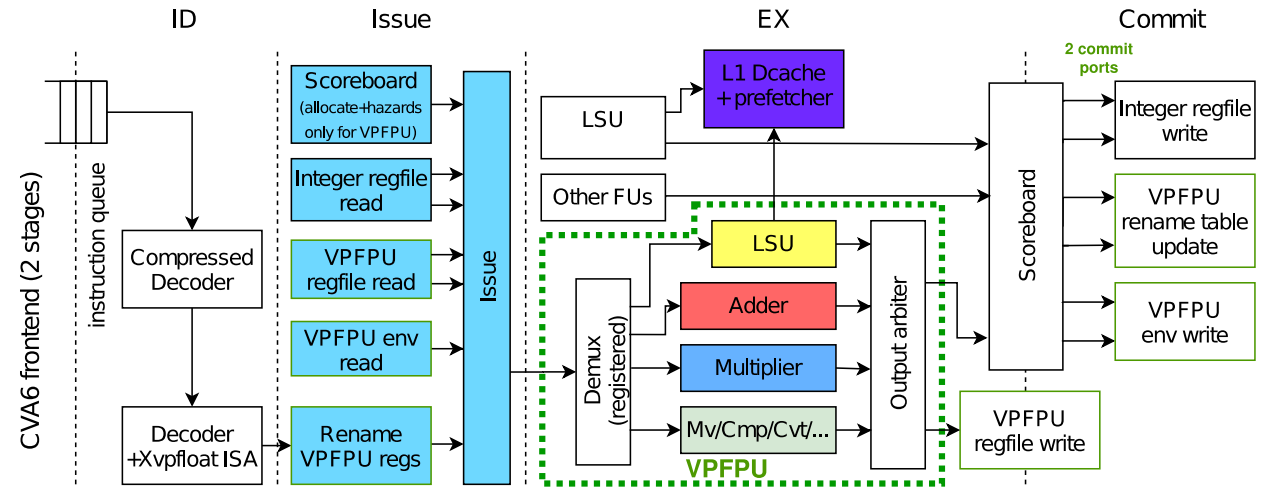 ID
Issue
EX
Commit
CVA6 frontend (2 stages)
instruction queue
Compressed
Decoder
Decoder
+Xvpfloat ISA
Scoreboard
(allocate+hazards
only for VPFPU)
Integer regfile
read
VPFPU
regfile read
VPFPU env
read
Rename
VPFPU regs
Issue
LSU
L1 Dcache
+ prefetcher
Other FUs
Demux
(registered)
LSU
Adder
Multiplier
Mv/Cmp/Cvt/...
VPFPU
Output arbiter
Scoreboard
2 commit
ports
Integer regfile
write
VPFPU
rename table
update
VPFPU
env write
VPFPU
regfile write